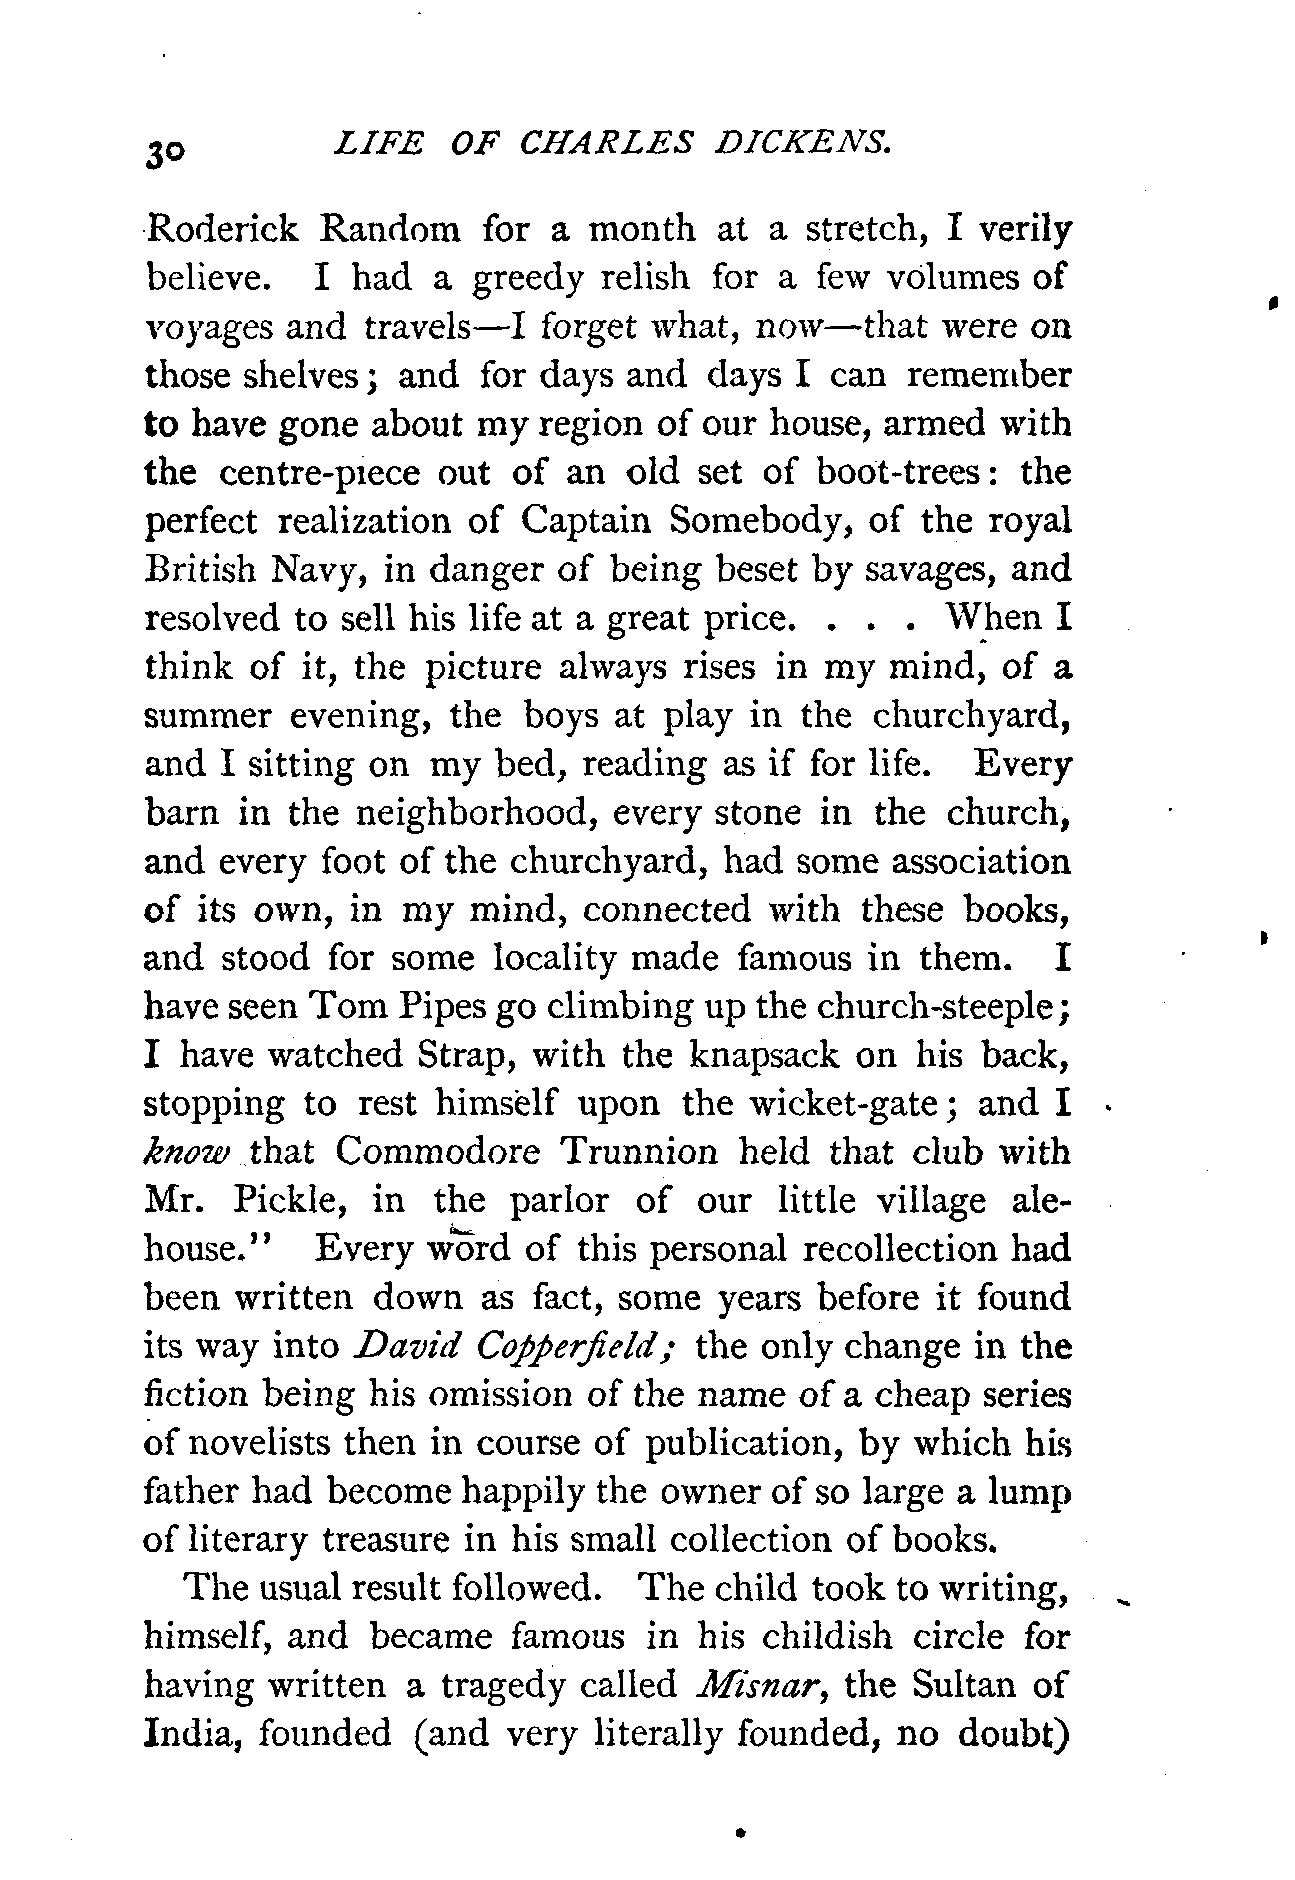 30 LIFE OF CHARLES DICKENS.
Roderick Random for a month at a stretch, I verily
believe. I had a greedy relish for a few volumes of
voyages and travels—I forget what, now—that were on
those shelves; and for days and days I can remember
to have gone about my region of our house, armed with
the centre-piece out of an old set of boot-trees: the
perfect realization of Captain Somebody, of the royal
British Navy, in danger of being beset by savages, and
resolved to sell his life at a great price. . . . When I
think of it, the picture always rises in my mind, of a
summer evening, the boys at play in the churchyard,
and I sitting on my bed, reading as if for life. Every
barn in the neighborhood, every stone in the church,
and every foot of the churchyard, had some association
of its own, in my mind, connected with these books,
and stood for some locality made famous in them. I
have seen Tom Pipes go climbing up the church-steeple;
I have watched Strap, with the knapsack on his back,
stopping to rest himself upon the wicket-gate; and I
know that Commodore Trunnion held that club with
Mr. Pickle, in the parlor of our little village ale-
house." Every word of this personal recollection had
been written down as fact, some years before it found
its way into David Copperfield; the only change in the
fiction being his omission of the name of a cheap series
of novelists then in course of publication, by which his
father had become happily the owner of so large a lump
of literary treasure in his small collection of books.
The usual result followed. The child took to writing,
himself, and became famous in his childish circle for
having written a tragedy called Misnar, the Sultan of
India, founded (and very literally founded, no doubt)